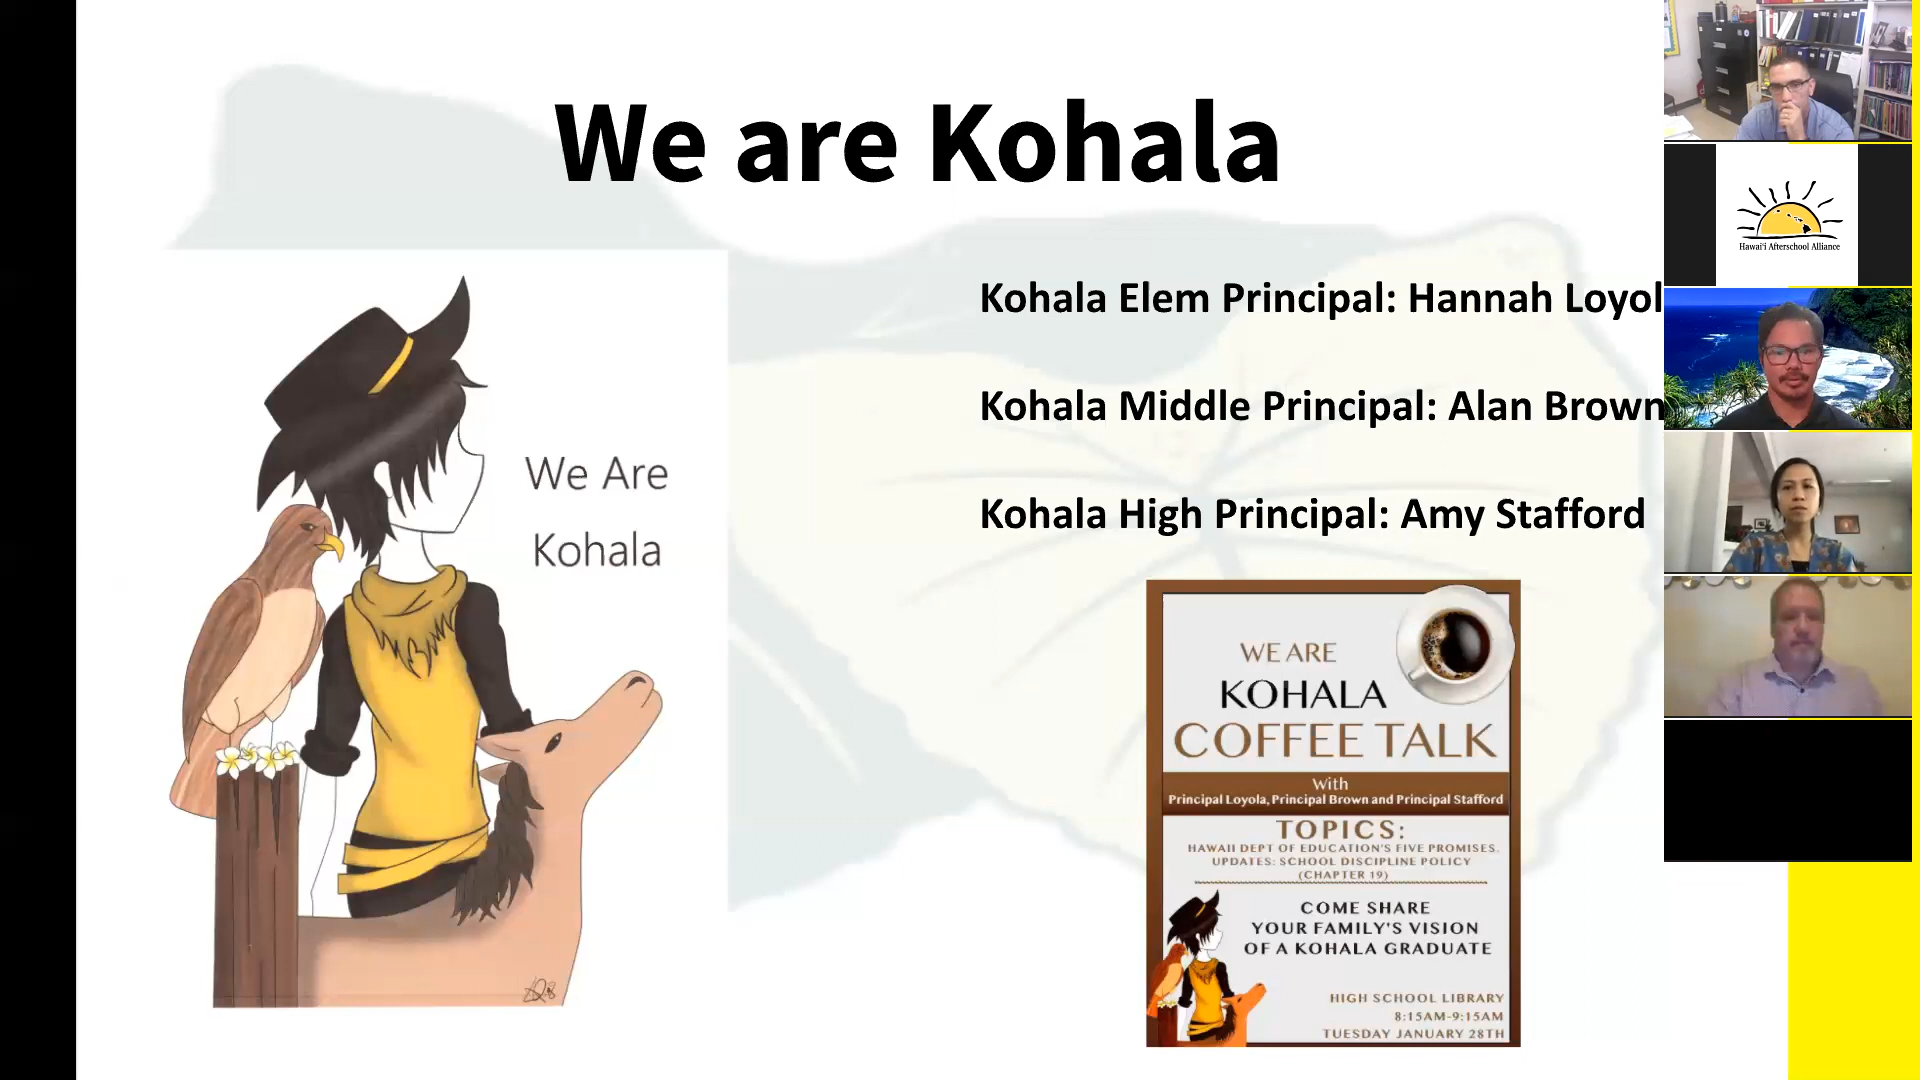 We are Kohala
Kohala Elem Principal: Hannah Loyol
Kohala Middle Principal: Alan Brown
Kohala High Principal: Amy Stafford
We Are
Kohala
WE ARE
KOHALA
COFFEE TALK
With
Principal Loyola, Principal Brown and Principal Stafford
TOPICS:
HAWAII DEPT OF EDUCATION'S FIVE PROMISES.
UPDATES: SCHOOL DISCIPLINE POLICY
(CHAPTER 19)
COME SHARE
YOUR FAMILY'S VISION
OF A KOHALA GRADUATE
HIGH SCHOOL LIBRARY
8:15AM-9:15AM
TUESDAY JANUARY 28TH
Hawai'i Afterschool Alliance